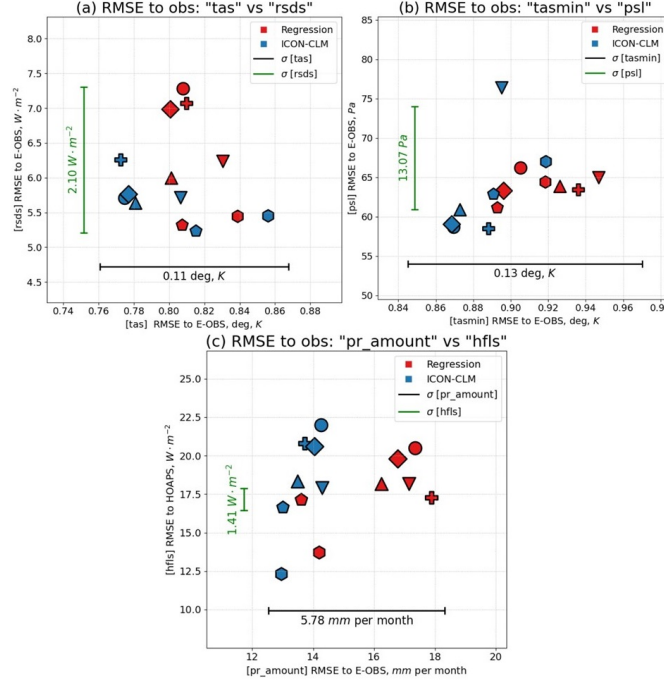 (a) RMSE to obs: "tas" vs "rsds"
Regression
ICON-CLM
σ [tas]
σ [rsds]
8.0
7.5
7.0
6.5
6.0
5.5
5.0
4.5
[rsds] RMSE to E-OBS, W · m⁻²
2.10 W · m⁻²
0.11 deg, K
0.74 0.76 0.78 0.80 0.82 0.84 0.86 0.88
[tas] RMSE to E-OBS, deg, K
(b) RMSE to obs: "tasmin" vs "psl"
Regression
ICON-CLM
σ [tasmin]
σ [psl]
85
80
75
70
65
60
55
50
[psl] RMSE to E-OBS, Pa
13.07 Pa
0.13 deg, K
0.84 0.86 0.88 0.90 0.92 0.94 0.96
[tasmin] RMSE to E-OBS, deg, K
(c) RMSE to obs: "pr_amount" vs "hfls"
Regression
ICON-CLM
σ [pr_amount]
σ [hfls]
25.0
22.5
20.0
17.5
15.0
12.5
10.0
[hfls] RMSE to HOAPS, W · m⁻²
1.41 W · m⁻²
5.78 mm per month
12 14 16 18 20
[pr_amount] RMSE to E-OBS, mm per month